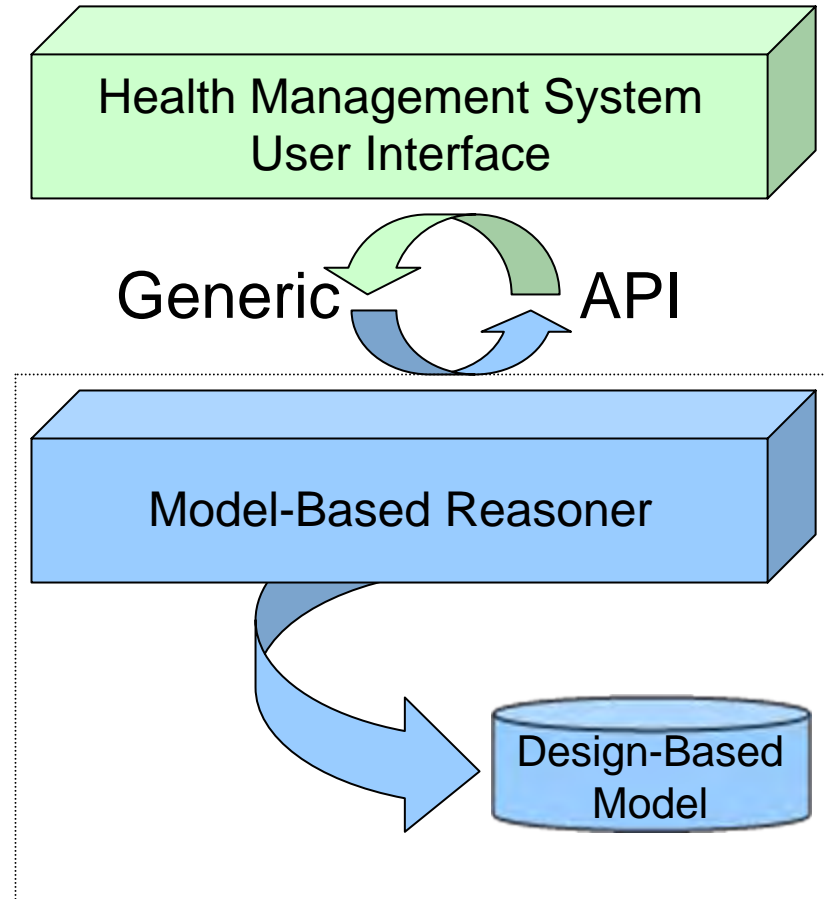 Health Management System
User Interface
Generic API
Model-Based Reasoner
Design-Based
Model